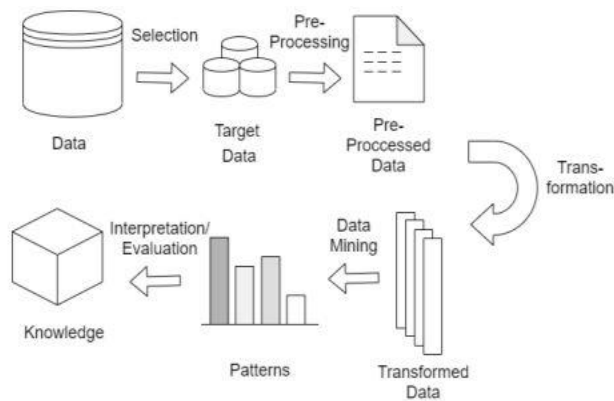 Selection
Pre-
Processing
Data
Target
Data
Pre-
Proccessed
Data
Trans-
formation
Interpretation/
Evaluation
Data
Mining
Knowledge
Patterns
Transformed
Data